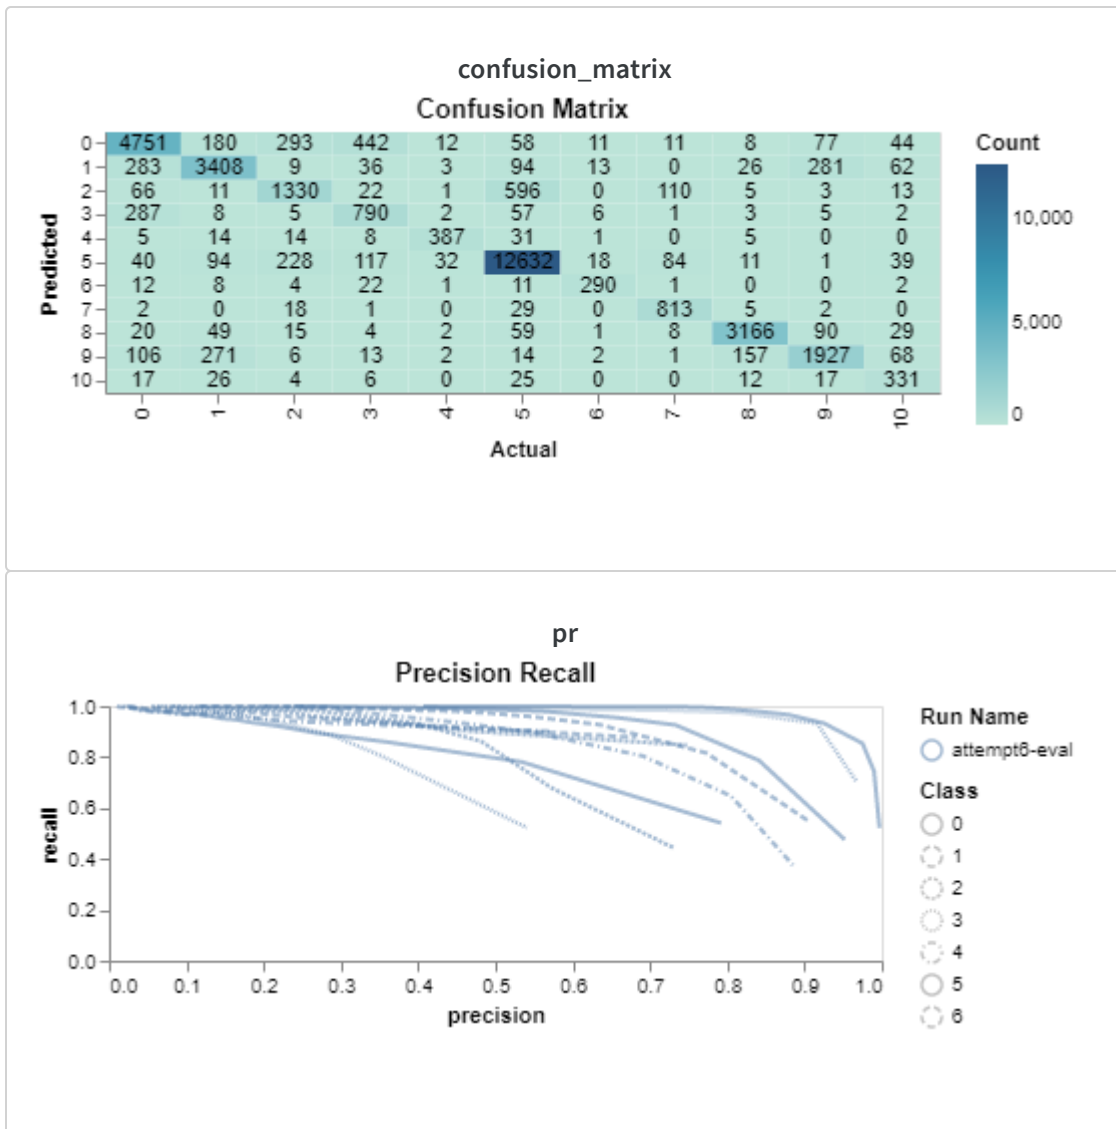 confusion_matrix
Confusion Matrix
0 4751 180 293 442 12 58 11 11 8 77 44
1 283 3408 9 36 3 94 13 0 26 281 62
2 66 11 1330 22 1 596 0 110 5 3 13
3 287 8 5 790 2 57 6 1 3 5 2
4 5 14 14 8 387 31 1 0 5 0 0
5 40 94 228 117 32 12632 18 84 11 1 39
6 12 8 4 22 1 11 290 1 0 0 2
7 2 0 18 1 0 29 0 813 5 2 0
8 20 49 15 4 2 59 1 8 3166 90 29
9 106 271 6 13 2 14 2 1 157 1927 68
10 17 26 4 6 0 25 0 0 12 17 331
0 1 2 3 4 5 6 7 8 9 10
Predicted
Actual
Count
10,000
5,000
0
pr
Precision Recall
1.0
0.8
0.6
0.4
0.2
0.0
recall
0.0 0.1 0.2 0.3 0.4 0.5 0.6 0.7 0.8 0.9 1.0
precision
Run Name
attempt6-eval
Class
0
1
2
3
4
5
6